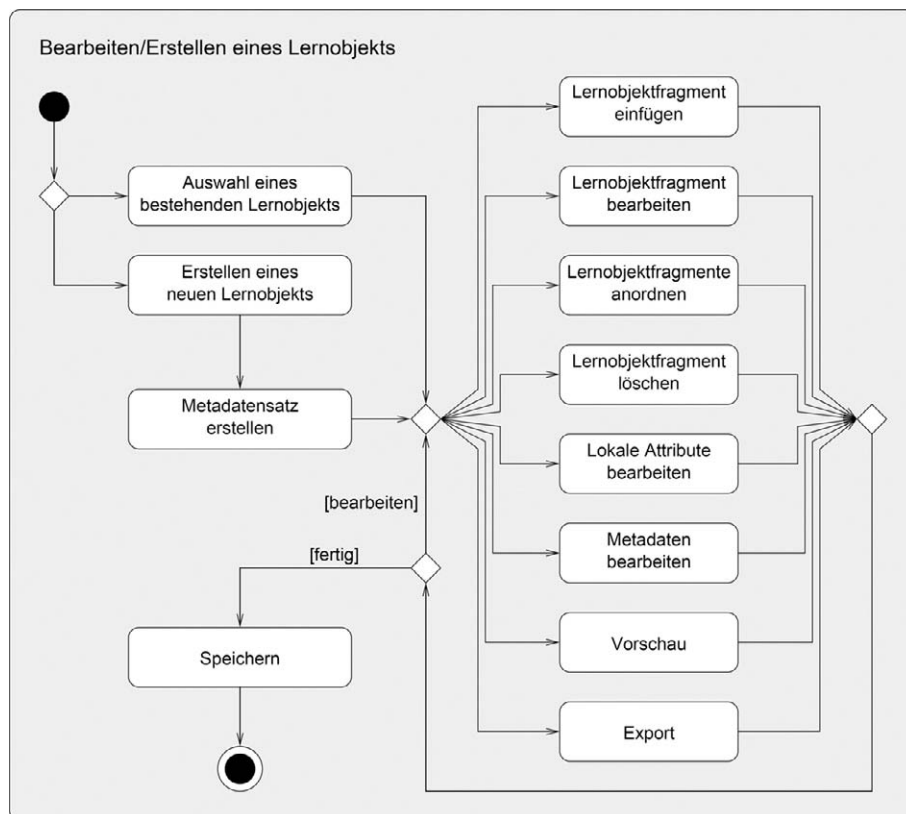 Bearbeiten/Erstellen eines Lernobjekts
Auswahl eines
bestehenden Lernobjekts
Erstellen eines
neuen Lernobjekts
Metadatensatz
erstellen
[bearbeiten]
[fertig]
Speichern
Lernobjektfragment
einfügen
Lernobjektfragment
bearbeiten
Lernobjektfragmente
anordnen
Lernobjektfragment
löschen
Lokale Attribute
bearbeiten
Metadaten
bearbeiten
Vorschau
Export